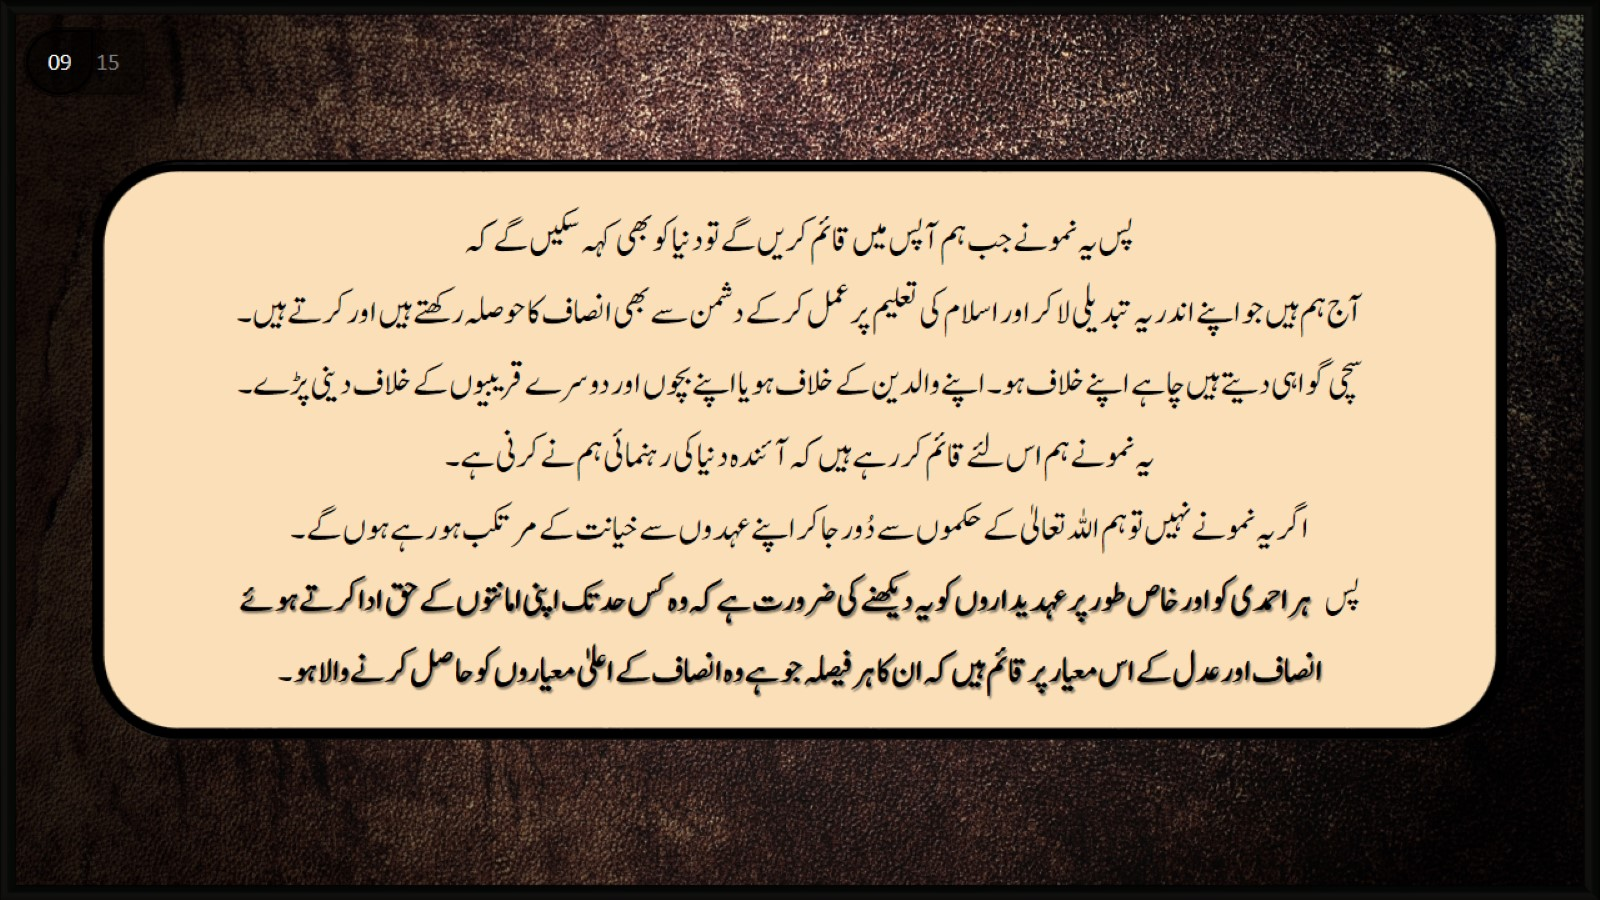 09 15
پس یہ نمونے جب ہم آپس میں قائم کریں گے تو دنیا کو بھی کہہ سکیں گے کہ
آج ہم ہیں جو اپنے اندر یہ تبدیلی لا کر اور اسلام کی تعلیم پر عمل کر کے دشمن سے بھی انصاف کا حوصلہ رکھتے ہیں اور کرتے ہیں۔
سچی گواہی دیتے ہیں چاہے اپنے خلاف ہو۔ اپنے والدین کے خلاف ہو یا اپنے بچوں اور دوسرے قریبیوں کے خلاف دینی پڑے۔
یہ نمونے ہم اس لئے قائم کر رہے ہیں کہ آئندہ دنیا کی رہنمائی ہم نے کرنی ہے۔
اگر یہ نمونے نہیں تو ہم اللہ تعالیٰ کے حکموں سے دُور جا کر اپنے عہدوں سے خیانت کے مرتکب ہو رہے ہوں گے۔
پس ہر احمدی کو اور خاص طور پر عہدیداروں کو یہ دیکھنے کی ضرورت ہے کہ وہ کس حد تک اپنی امانتوں کے حق ادا کرتے ہوئے
انصاف اور عدل کے اس معیار پر قائم ہیں کہ ان کا ہر فیصلہ جو ہے وہ انصاف کے اعلیٰ معیاروں کو حاصل کرنے والا ہو۔